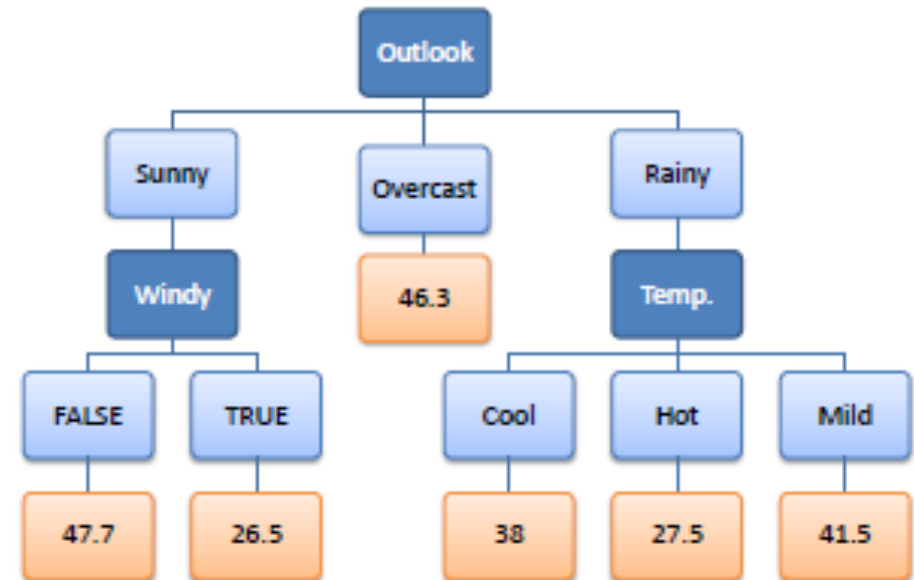 Outlook
Sunny
Overcast
Rainy
Windy
46.3
Temp.
FALSE
TRUE
Cool
Hot
Mild
47.7
26.5
38
27.5
41.5